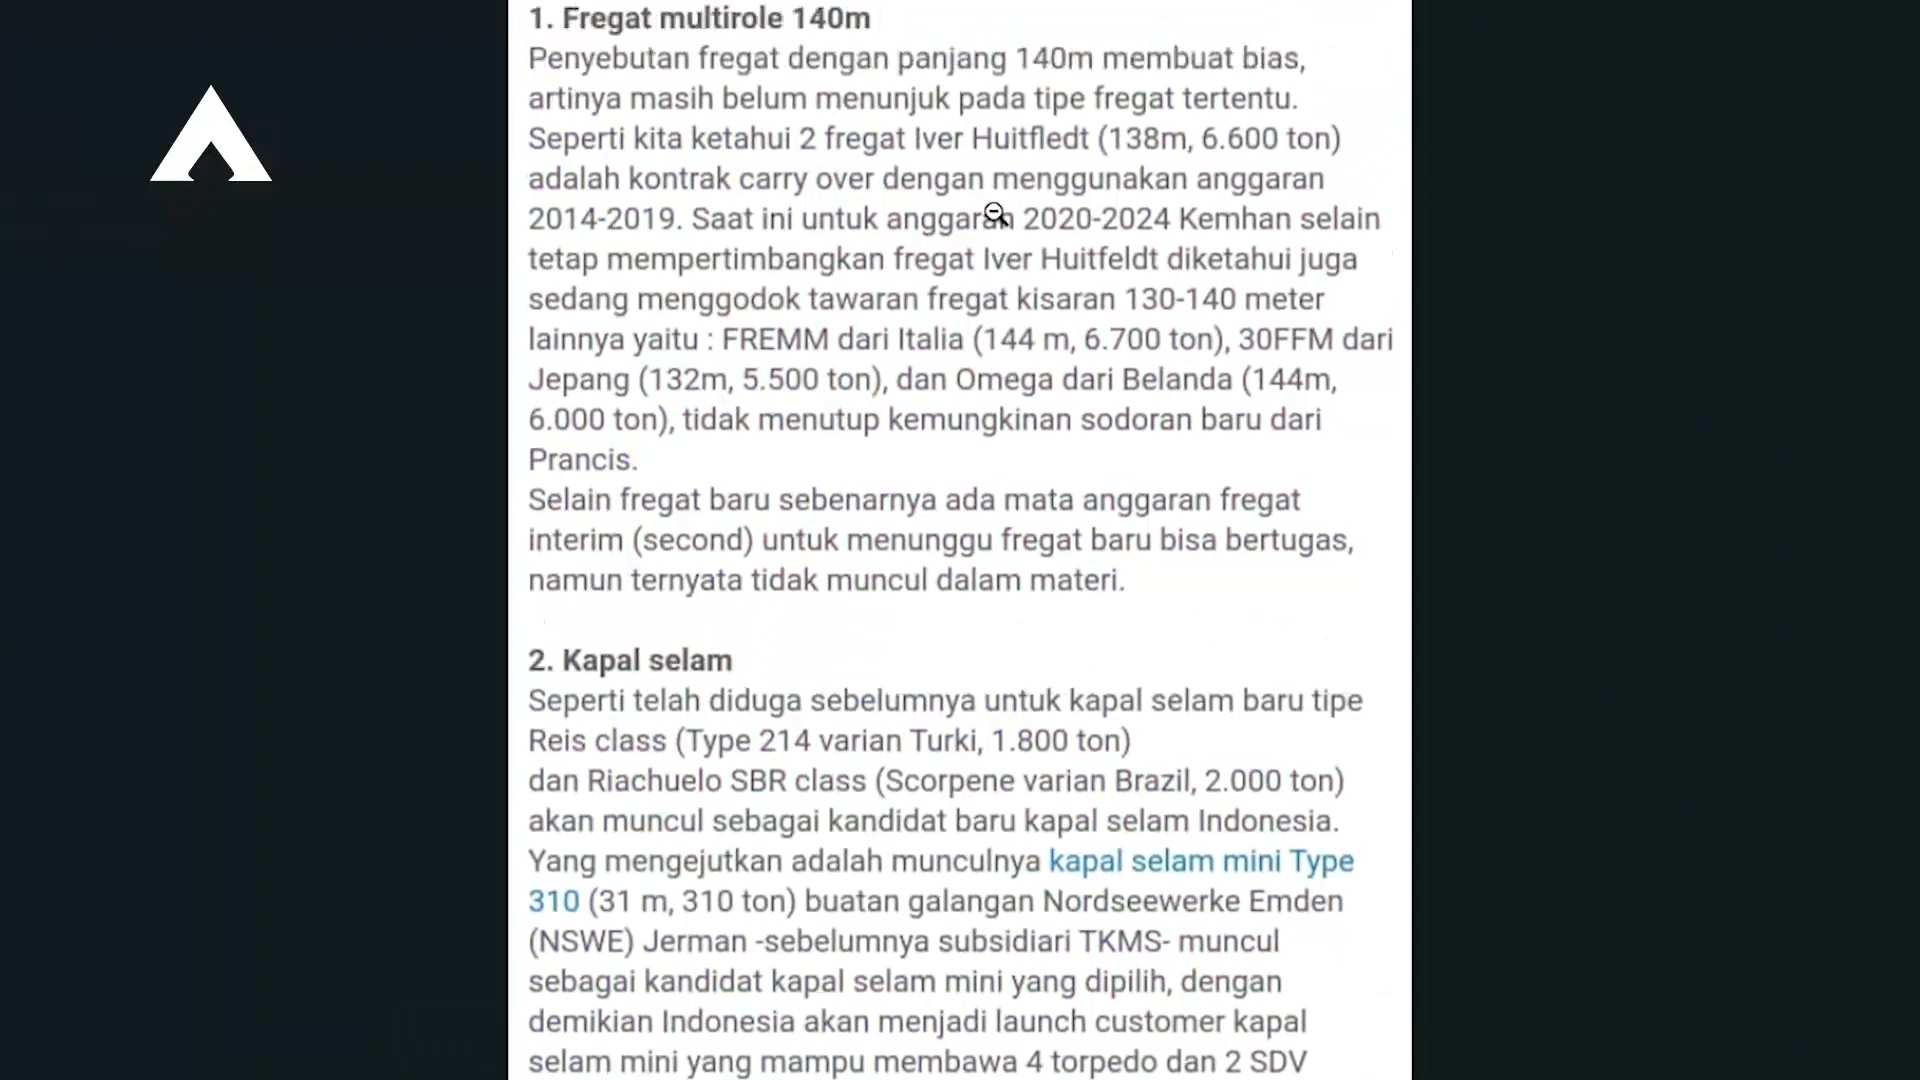 1. Fregat multirole 140m
Penyebutan fregat dengan panjang 140m membuat bias,
artinya masih belum menunjuk pada tipe fregat tertentu.
Seperti kita ketahui 2 fregat Iver Huitfledt (138m, 6.600 ton)
adalah kontrak carry over dengan menggunakan anggaran
2014-2019. Saat ini untuk anggaran 2020-2024 Kemhan selain
tetap mempertimbangkan fregat Iver Huitfeldt diketahui juga
sedang menggodok tawaran fregat kisaran 130-140 meter
lainnya yaitu : FREMM dari Italia (144 m, 6.700 ton), 30FFM dari
Jepang (132m, 5.500 ton), dan Omega dari Belanda (144m,
6.000 ton), tidak menutup kemungkinan sodoran baru dari
Prancis.
Selain fregat baru sebenarnya ada mata anggaran fregat
interim (second) untuk menunggu fregat baru bisa bertugas,
namun ternyata tidak muncul dalam materi.
2. Kapal selam
Seperti telah diduga sebelumnya untuk kapal selam baru tipe
Reis class (Type 214 varian Turki, 1.800 ton)
dan Riachuelo SBR class (Scorpene varian Brazil, 2.000 ton)
akan muncul sebagai kandidat baru kapal selam Indonesia.
Yang mengejutkan adalah munculnya kapal selam mini Type
310 (31 m, 310 ton) buatan galangan Nordseewerke Emden
(NSWE) Jerman -sebelumnya subsidiari TKMS- muncul
sebagai kandidat kapal selam mini yang dipilih, dengan
demikian Indonesia akan menjadi launch customer kapal
selam mini yang mampu membawa 4 torpedo dan 2 SDV